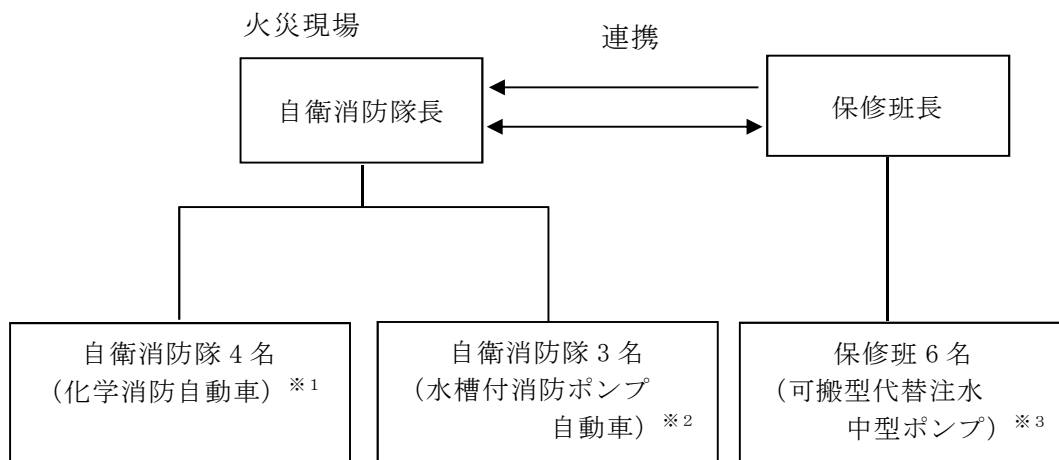 火災現場
連携
自衛消防隊長
保修班長
自衛消防隊 4 名
（化学消防自動車）※1
自衛消防隊 3 名
（水槽付消防ポンプ
自動車）※2
保修班 6 名
（可搬型代替注水
中型ポンプ）※3